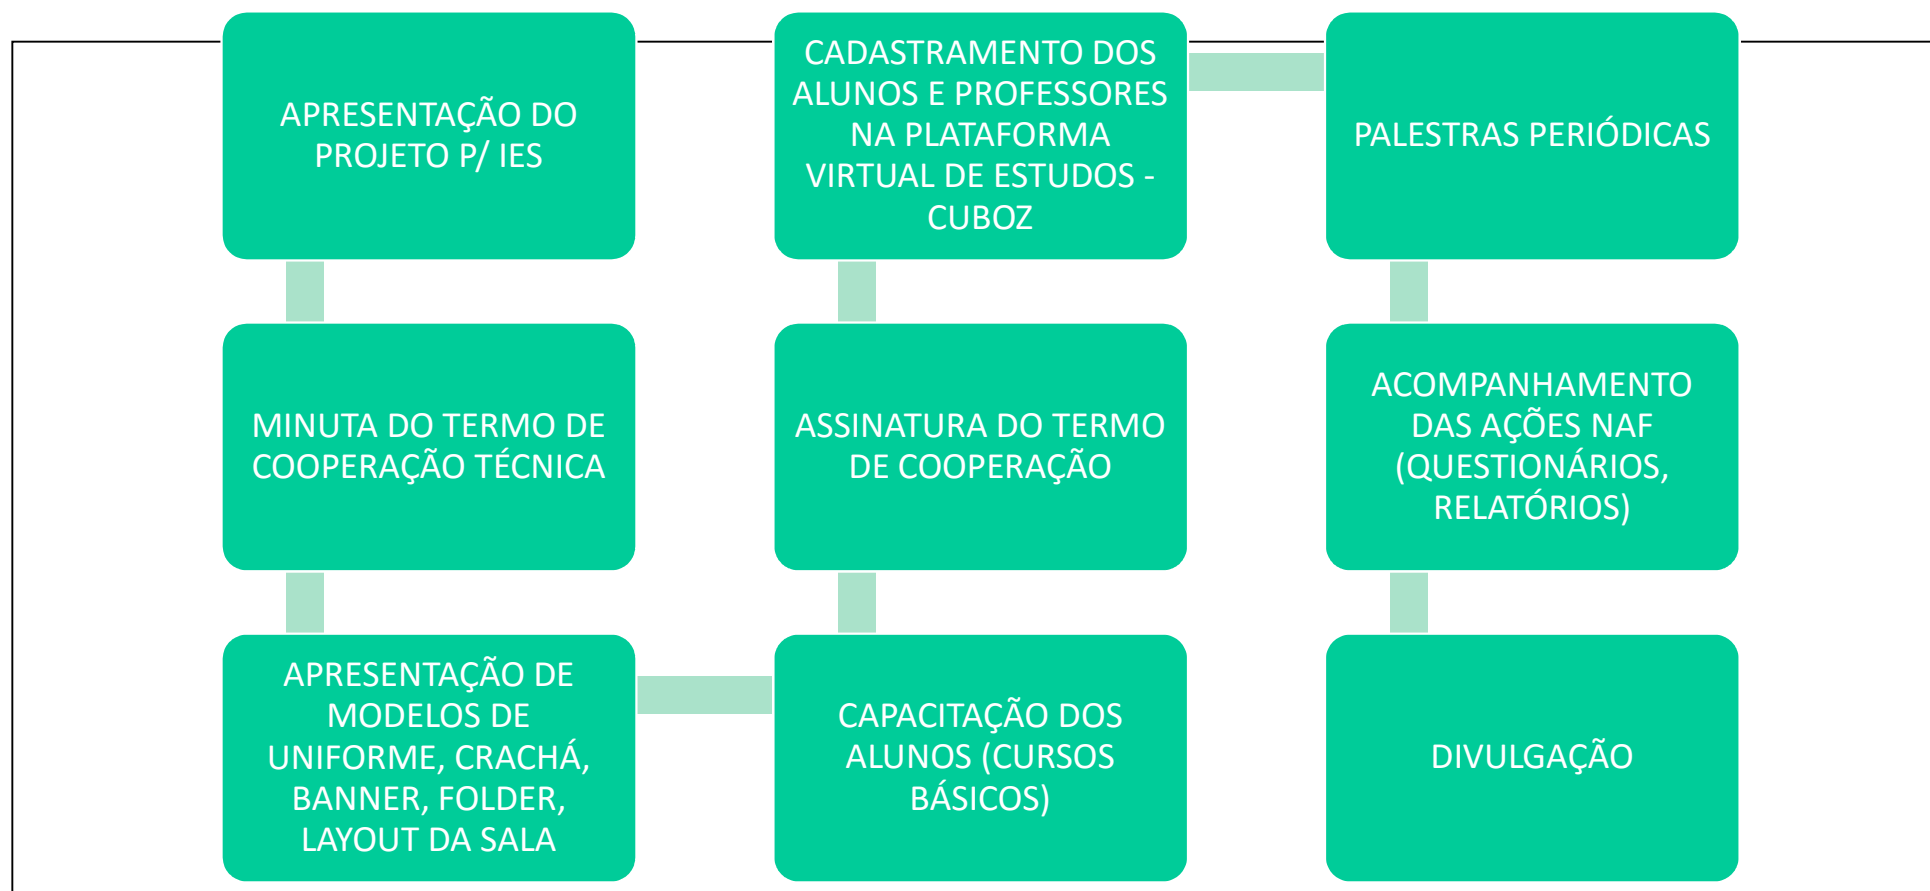 APRESENTAÇÃO DO
PROJETO P/ IES
MINUTA DO TERMO DE
COOPERAÇÃO TÉCNICA
APRESENTAÇÃO DE
MODELOS DE
UNIFORME, CRACHÁ,
BANNER, FOLDER,
LAYOUT DA SALA
CAPACITAÇÃO DOS
ALUNOS (CURSOS
BÁSICOS)
ASSINATURA DO TERMO
DE COOPERAÇÃO
CADASTRAMENTO DOS
ALUNOS E PROFESSORES
NA PLATAFORMA
VIRTUAL DE ESTUDOS -
CUBOZ
PALESTRAS PERIÓDICAS
ACOMPANHAMENTO
DAS AÇÕES NAF
(QUESTIONÁRIOS,
RELATÓRIOS)
DIVULGAÇÃO